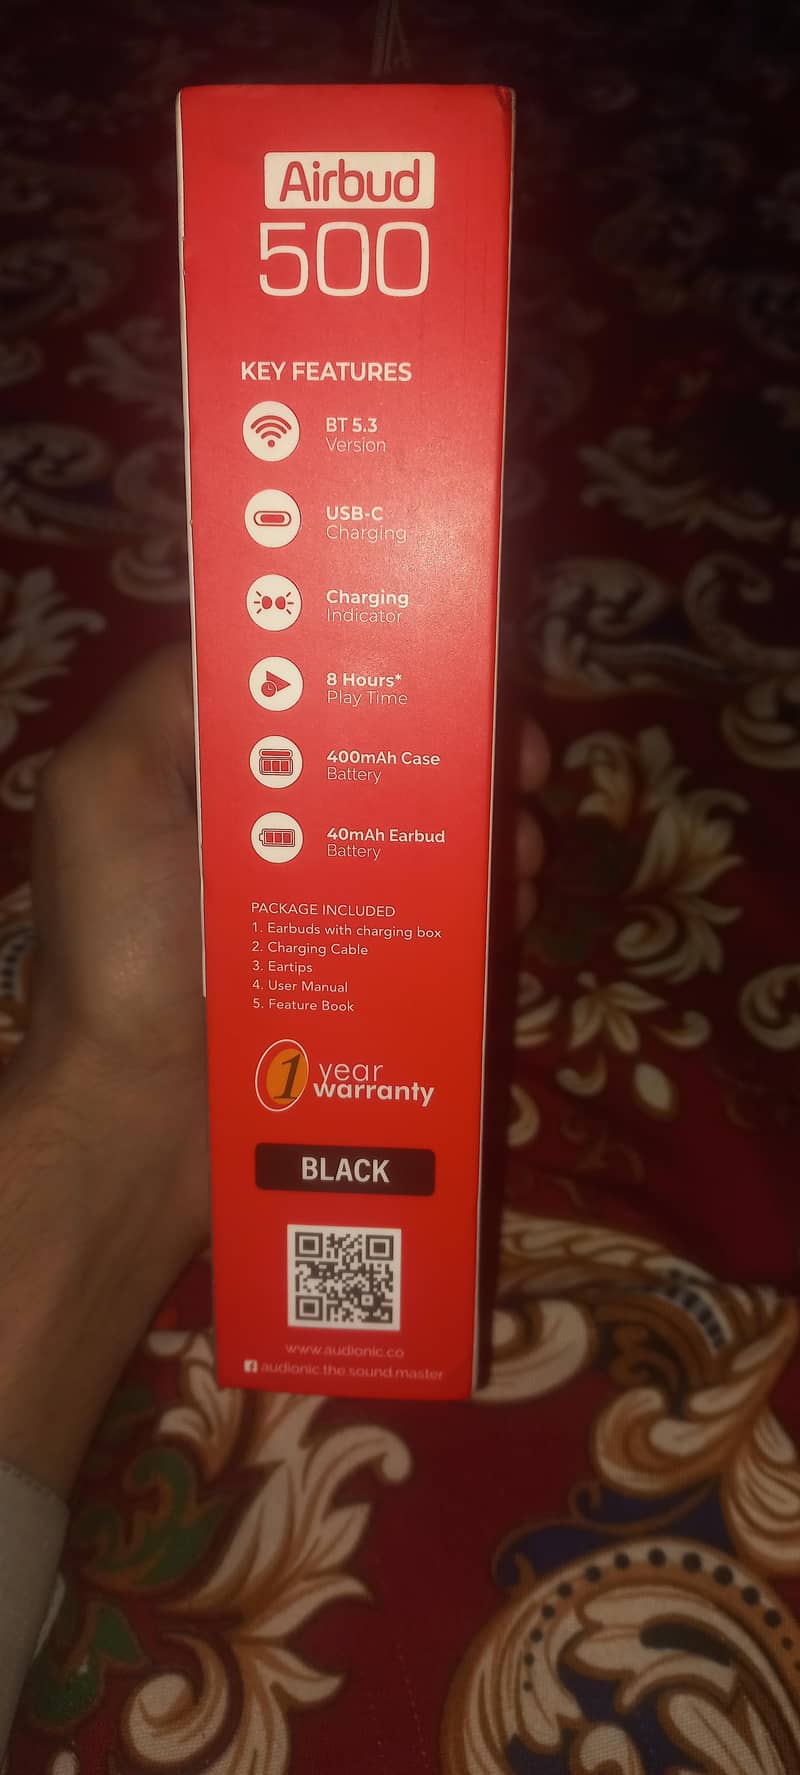 Airbud
500
KEY FEATURES
BT 5.3
Version
USB-C
Charging
Charging
Indicator
8 Hours*
Play Time
400mAh Case
Battery
40mAh Earbud
Battery
PACKAGE INCLUDED
1. Earbuds with charging box
2. Charging Cable
3. Eartips
4. User Manual
5. Feature Book
1 year
warranty
BLACK
www.audionic.co
audionic.the.sound.master